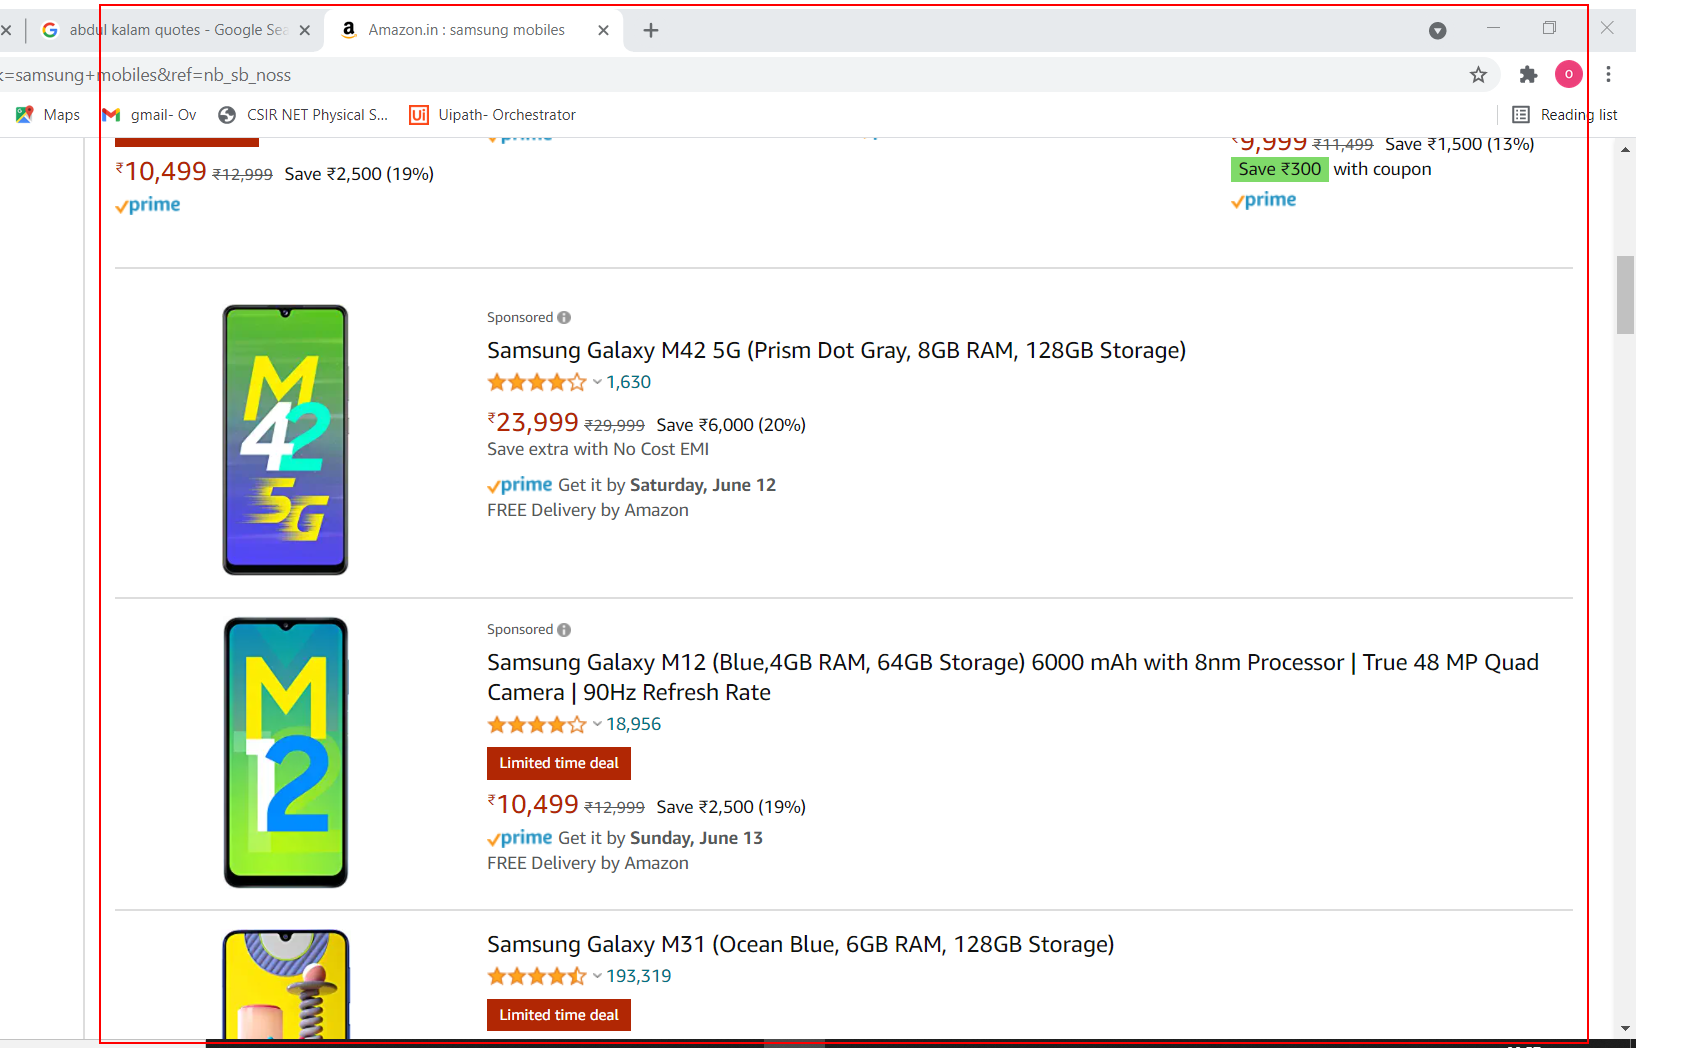 abdul kalam quotes - Google Sea
Amazon.in : samsung mobiles
k=samsung+mobiles&ref=nb_sb_noss
O
Maps
gmail- Ov
CSIR NET Physical S...
Ui
Uipath- Orchestrator
Reading list
₹10,499 ₹12,999 Save ₹2,500 (19%)
prime
prime
₹9,999 ₹11,499 Save ₹1,500 (13%)
Save ₹300 with coupon
prime
M
42
5G
Sponsored
Samsung Galaxy M42 5G (Prism Dot Gray, 8GB RAM, 128GB Storage)
1,630
₹23,999 ₹29,999 Save ₹6,000 (20%)
Save extra with No Cost EMI
prime Get it by Saturday, June 12
FREE Delivery by Amazon
M
12
Sponsored
Samsung Galaxy M12 (Blue,4GB RAM, 64GB Storage) 6000 mAh with 8nm Processor | True 48 MP Quad
Camera | 90Hz Refresh Rate
18,956
Limited time deal
₹10,499 ₹12,999 Save ₹2,500 (19%)
prime Get it by Sunday, June 13
FREE Delivery by Amazon
Samsung Galaxy M31 (Ocean Blue, 6GB RAM, 128GB Storage)
193,319
Limited time deal